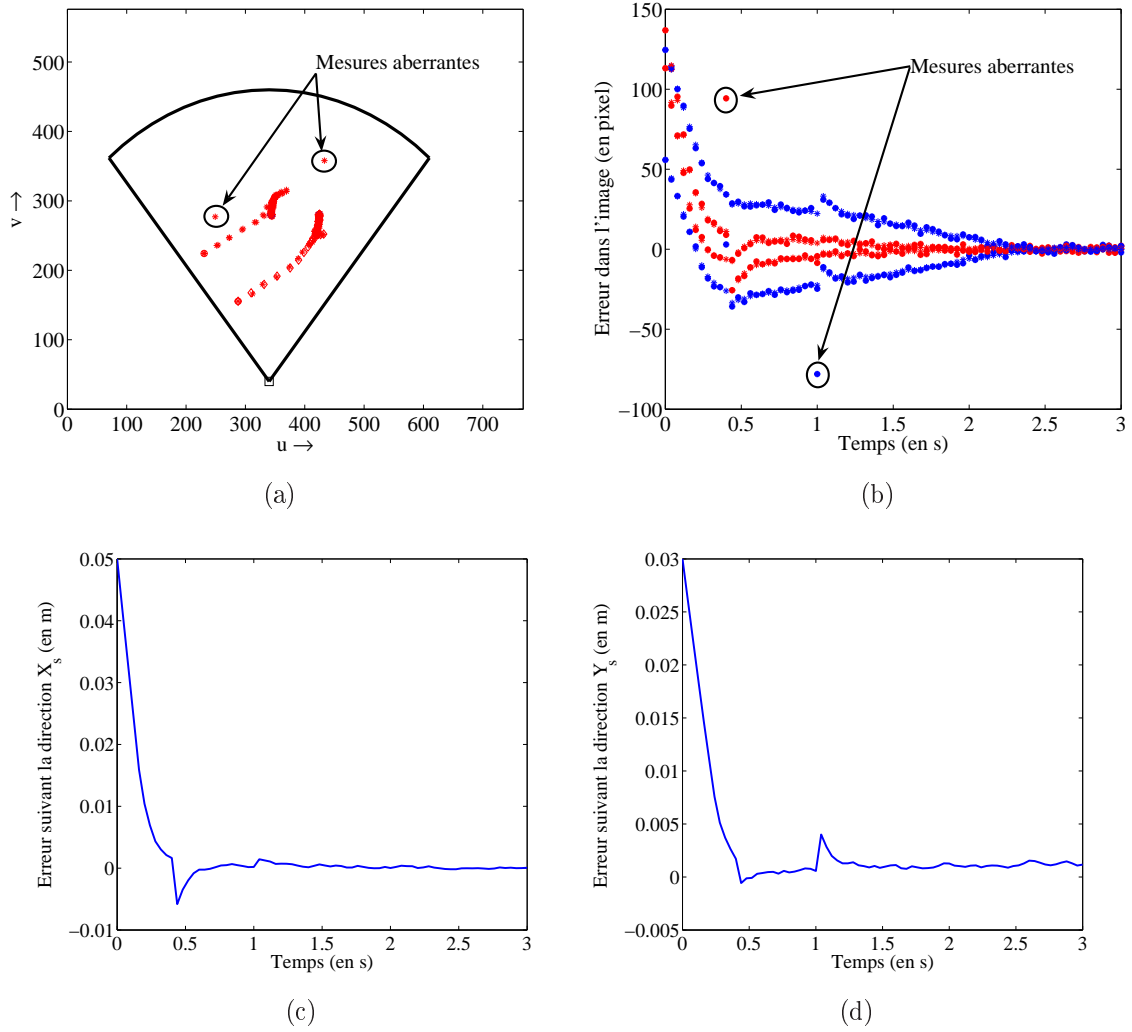 Mesures aberrantes
v →
500
400
300
200
100
0
0 100 200 300 400 500 600 700
u →
(a)
Mesures aberrantes
Erreur dans l'image (en pixel)
150
100
50
0
−50
−100
0 0.5 1 1.5 2 2.5 3
Temps (en s)
(b)
Erreur suivant la direction X_s (en m)
0.05
0.04
0.03
0.02
0.01
0
−0.01
0 0.5 1 1.5 2 2.5 3
Temps (en s)
(c)
Erreur suivant la direction Y_s (en m)
0.03
0.025
0.02
0.015
0.01
0.005
0
−0.005
0 0.5 1 1.5 2 2.5 3
Temps (en s)
(d)